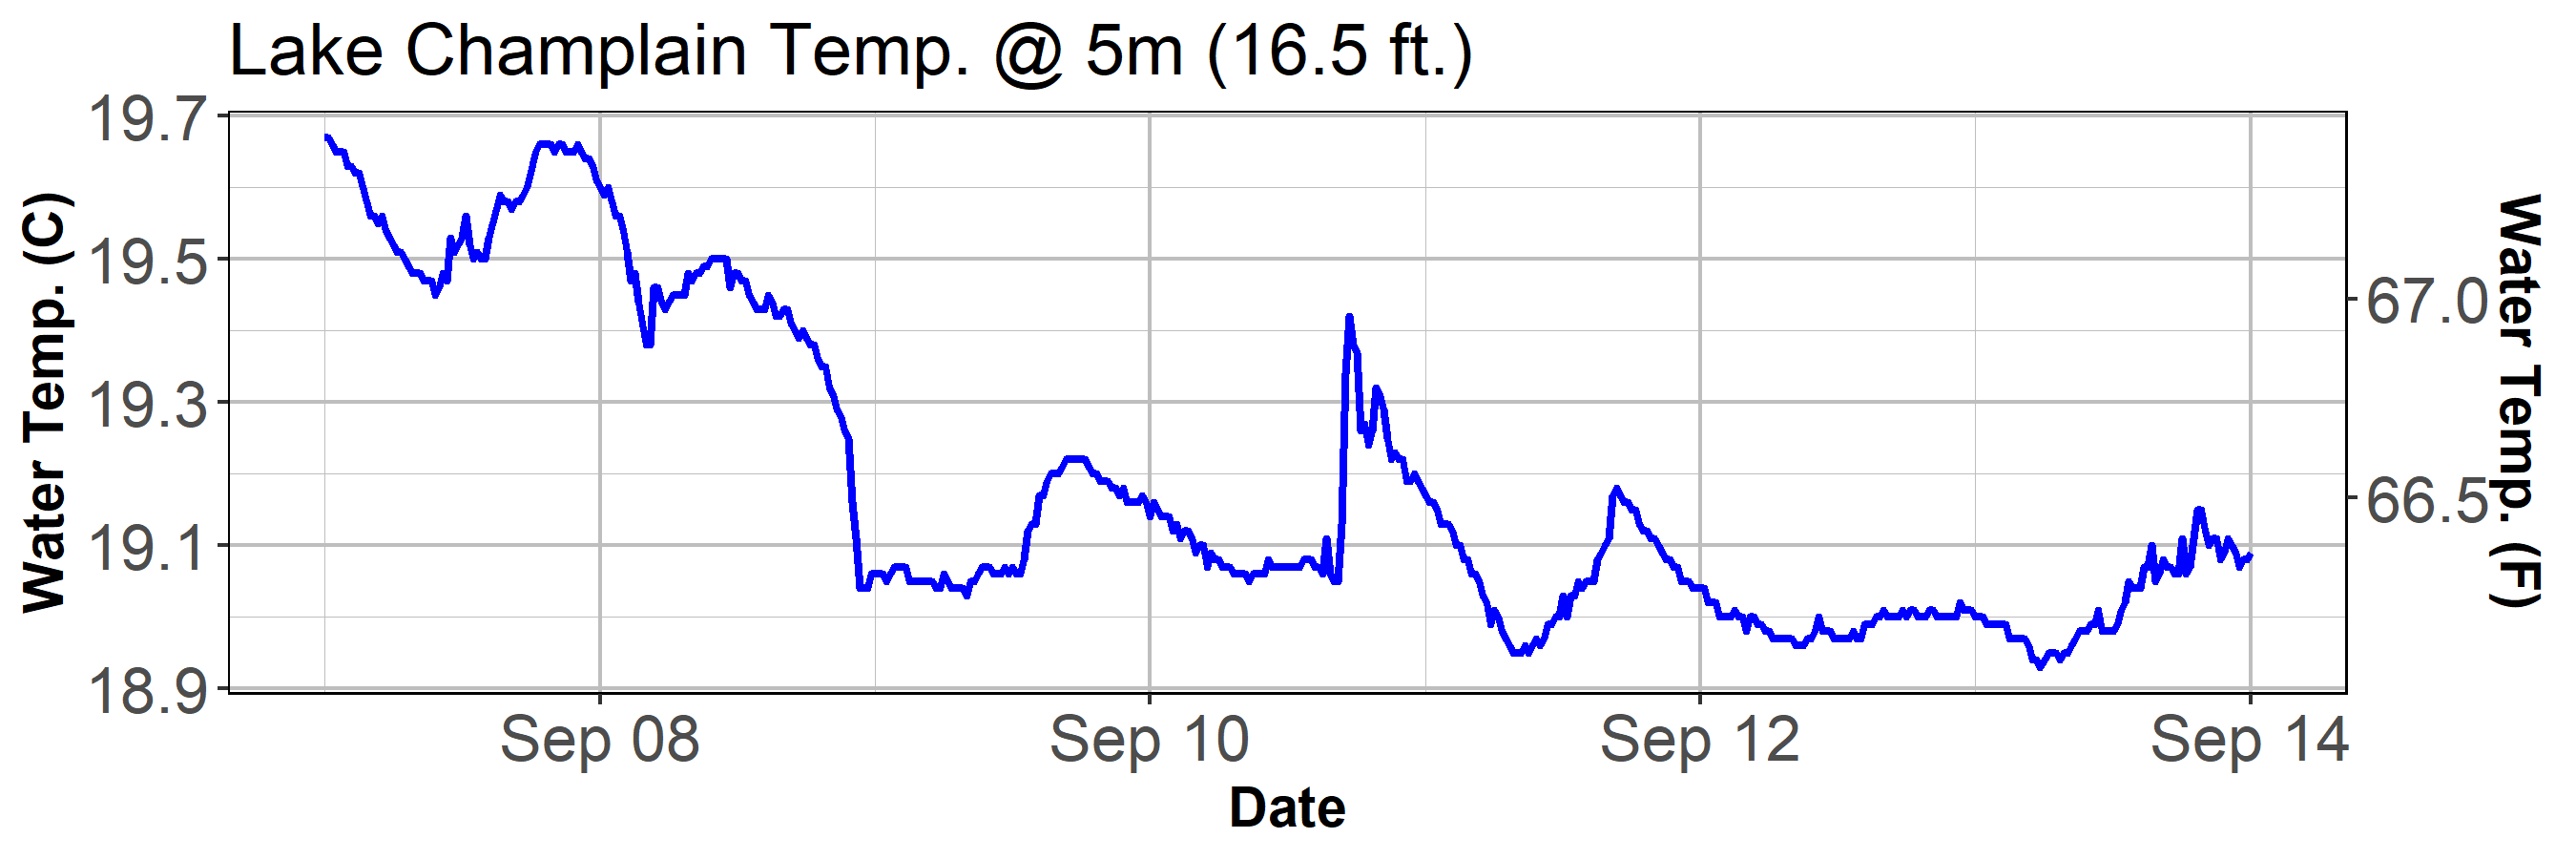 Lake Champlain Temp. @ 5m (16.5 ft.)
Water Temp. (C)
19.7
19.5
19.3
19.1
18.9
67.0
66.5
Water Temp. (F)
Sep 08 Sep 10 Sep 12 Sep 14
Date